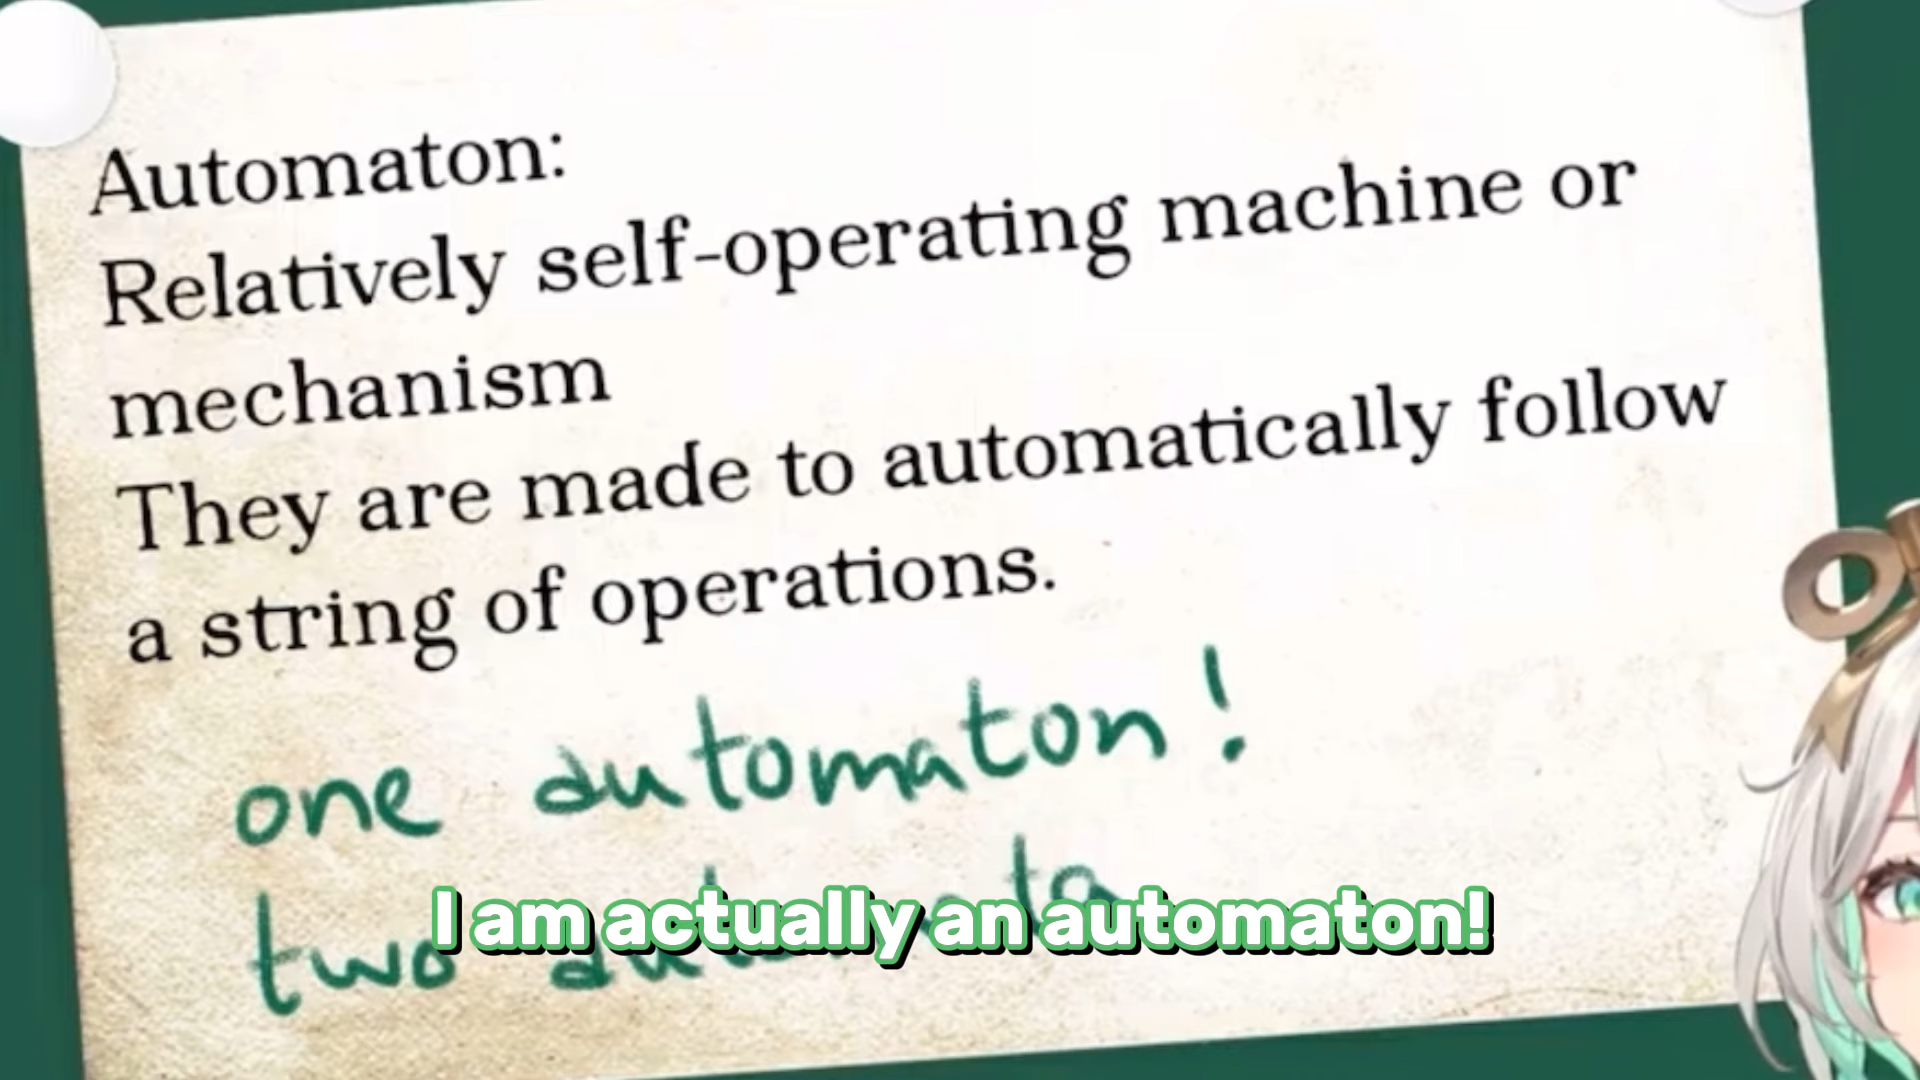 Automaton:
Relatively self-operating machine or
mechanism
They are made to automatically follow
a string of operations.
one automaton!
two automata
I am actually an automaton!